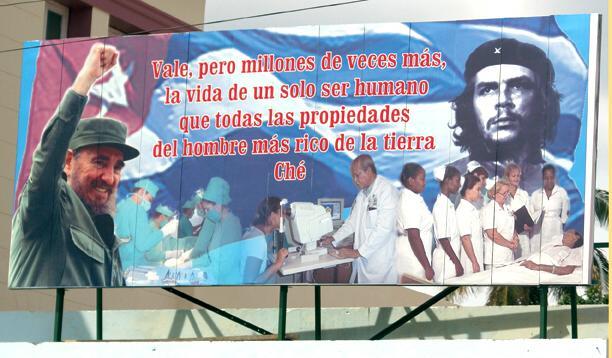 Vale, pero millones de veces más,
la vida de un solo ser humano
que todas las propiedades
del hombre más rico de la tierra
Ché